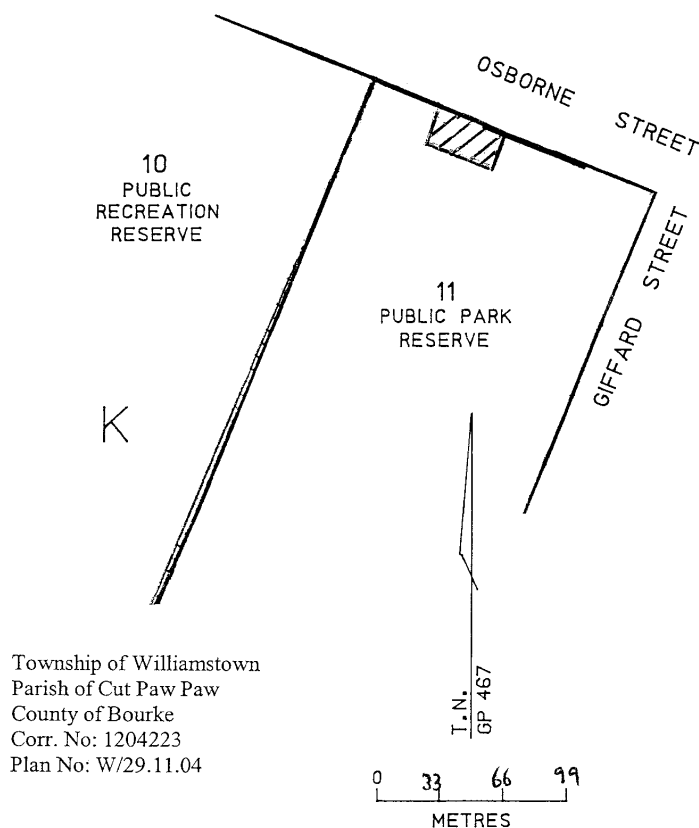 OSBORNE STREET
10
PUBLIC
RECREATION
RESERVE
11
PUBLIC PARK
RESERVE
GIFFARD STREET
K
T.N.
GP 467
Township of Williamstown
Parish of Cut Paw Paw
County of Bourke
Corr. No: 1204223
Plan No: W/29.11.04
0 33 66 99
METRES